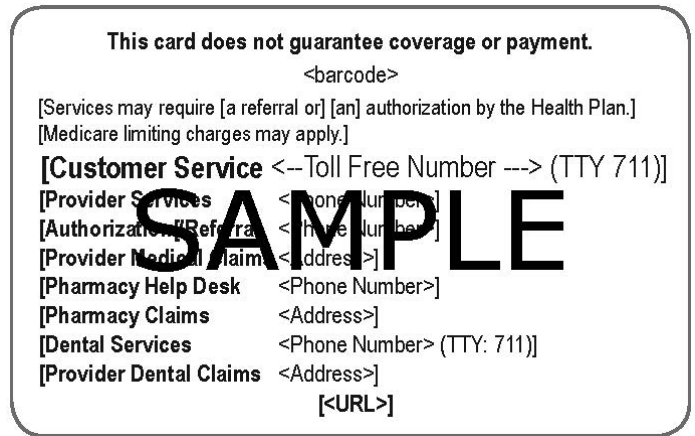 This card does not guarantee coverage or payment.
<barcode>
[Services may require [a referral or] [an] authorization by the Health Plan.]
[Medicare limiting charges may apply.]
[Customer Service <--Toll Free Number ---> (TTY 711)]
[Provider Services <Phone Number>]
[Authorization/Referral <Phone Number>]
[Provider Medical Claims <Address>]
SAMPLE
[Pharmacy Help Desk <Phone Number>]
[Pharmacy Claims <Address>]
[Dental Services <Phone Number> (TTY: 711)]
[Provider Dental Claims <Address>]
[<URL>]